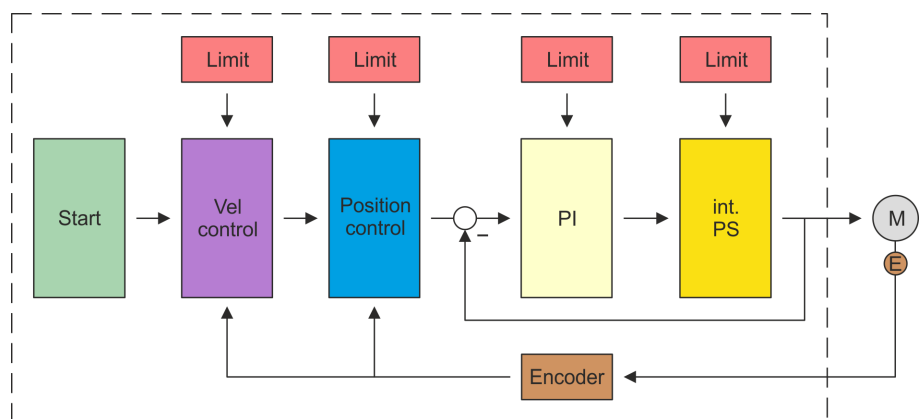 Limit
Limit
Limit
Limit
Start
Vel
control
Position
control
–
PI
int.
PS
M
E
Encoder